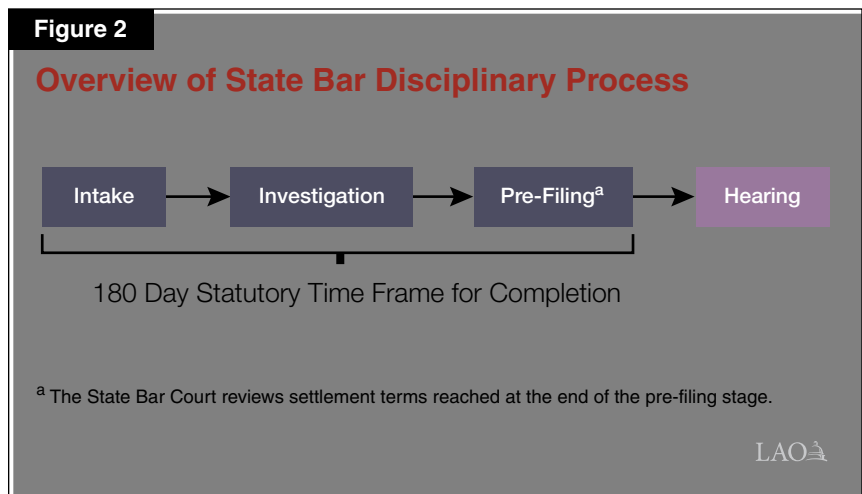 Figure 2
Overview of State Bar Disciplinary Process
Intake
Investigation
Pre-Filingᵃ
Hearing
180 Day Statutory Time Frame for Completion
ᵃ The State Bar Court reviews settlement terms reached at the end of the pre-filing stage.
LAO